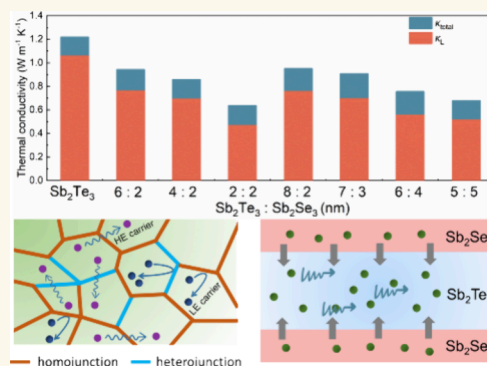 1.4
1.2
1.0
0.8
0.6
0.4
0.2
0.0
Thermal conductivity (W m⁻¹ K⁻¹)
κtotal
κL
Sb₂Te₃ 6 : 2 4 : 2 2 : 2 8 : 2 7 : 3 6 : 4 5 : 5
Sb₂Te₃ : Sb₂Se₃ (nm)
HE carrier
LE carrier
homojunction heterojunction
Sb₂Se
Sb₂Te
Sb₂Se